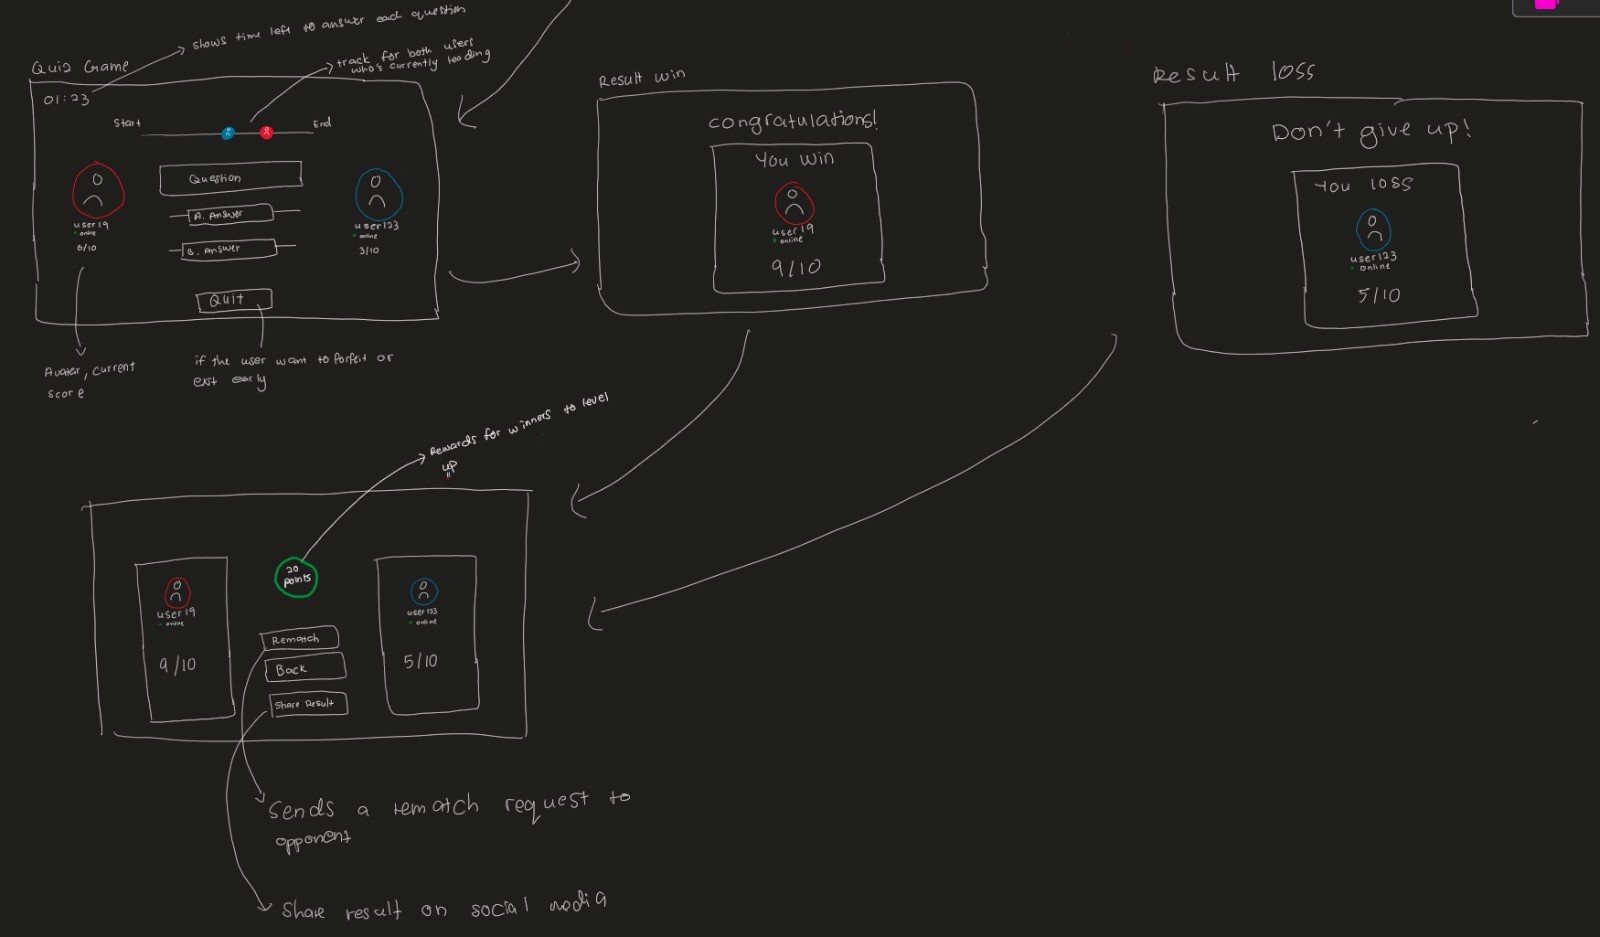 shows time left to answer each question
track for both users
who's currently leading
Quiz Game
01:23
Start
End
Question
A. Answer
B. Answer
user19
online
6/10
user123
online
3/10
Quit
Avatar, current
score
if the user want to forfeit or
exit early
Result win
congratulations!
You Win
user19
online
9/10
Result loss
Don't give up!
You loss
user123
online
5/10
Rewards for winners to level
up
20
points
user19
online
9/10
user123
online
5/10
Rematch
Back
Share Result
Sends a rematch request to
opponent
Share result on social media